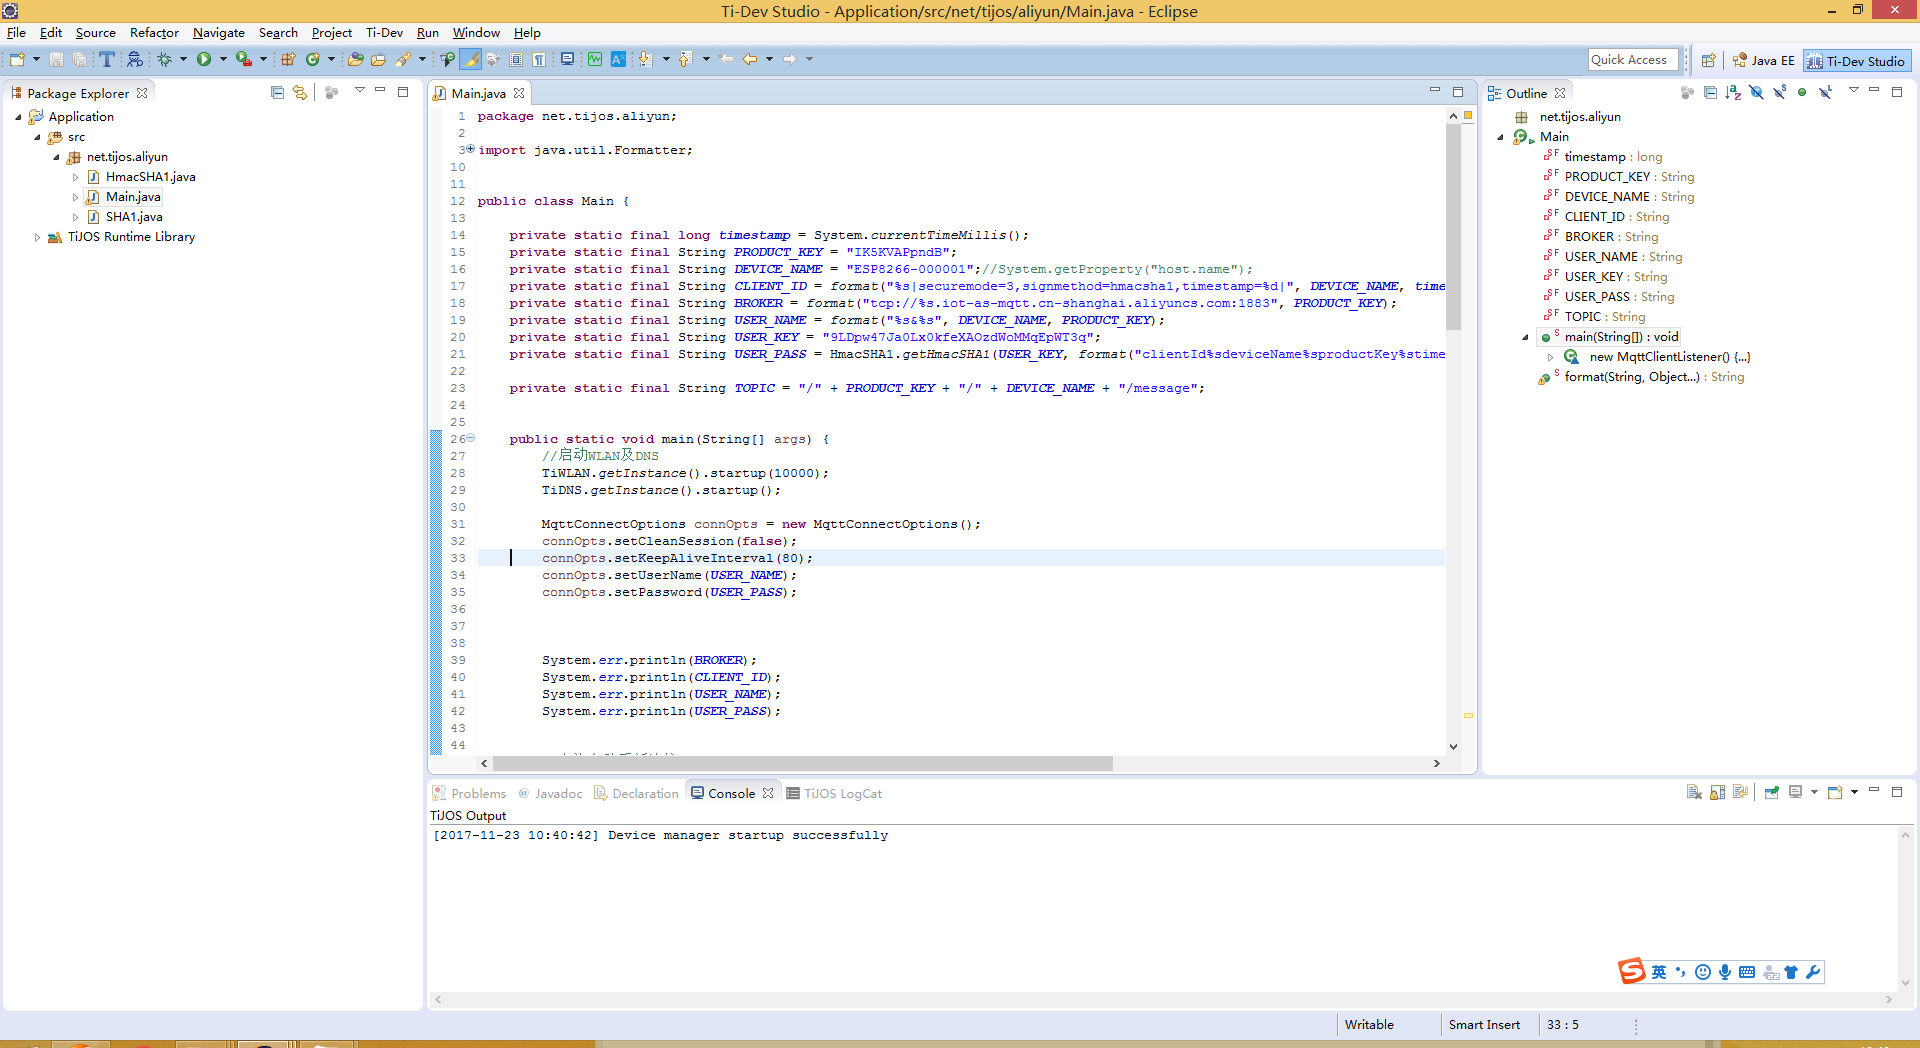 Ti-Dev Studio - Application/src/net/tijos/aliyun/Main.java - Eclipse
File Edit Source Refactor Navigate Search Project Ti-Dev Run Window Help
Quick Access
Java EE
Ti-Dev Studio
Package Explorer
Application
src
net.tijos.aliyun
HmacSHA1.java
Main.java
SHA1.java
TiJOS Runtime Library
Main.java
1 package net.tijos.aliyun;
2
3 import java.util.Formatter;
10
11
12 public class Main {
13
14 private static final long timestamp = System.currentTimeMillis();
15 private static final String PRODUCT_KEY = "IK5KVAPpndB";
16 private static final String DEVICE_NAME = "ESP8266-000001";//System.getProperty("host.name");
17 private static final String CLIENT_ID = format("%s|securemode=3,signmethod=hmacsha1,timestamp=%d|", DEVICE_NAME, time
18 private static final String BROKER = format("tcp://%s.iot-as-mqtt.cn-shanghai.aliyuncs.com:1883", PRODUCT_KEY);
19 private static final String USER_NAME = format("%s&%s", DEVICE_NAME, PRODUCT_KEY);
20 private static final String USER_KEY = "9LDpw47Ja0Lx0kfeXAOzdWoMMqEpWT3q";
21 private static final String USER_PASS = HmacSHA1.getHmacSHA1(USER_KEY, format("clientId%sdeviceName%sproductKey%stime
22
23 private static final String TOPIC = "/" + PRODUCT_KEY + "/" + DEVICE_NAME + "/message";
24
25
26 public static void main(String[] args) {
27 //启动WLAN及DNS
28 TiWLAN.getInstance().startup(10000);
29 TiDNS.getInstance().startup();
30
31 MqttConnectOptions connOpts = new MqttConnectOptions();
32 connOpts.setCleanSession(false);
33 connOpts.setKeepAliveInterval(80);
34 connOpts.setUserName(USER_NAME);
35 connOpts.setPassword(USER_PASS);
36
37
38
39 System.err.println(BROKER);
40 System.err.println(CLIENT_ID);
41 System.err.println(USER_NAME);
42 System.err.println(USER_PASS);
43
44
Outline
net.tijos.aliyun
Main
timestamp : long
PRODUCT_KEY : String
DEVICE_NAME : String
CLIENT_ID : String
BROKER : String
USER_NAME : String
USER_KEY : String
USER_PASS : String
TOPIC : String
main(String[]) : void
new MqttClientListener() {...}
format(String, Object...) : String
Problems @ Javadoc Declaration Console TiJOS LogCat
TiJOS Output
[2017-11-23 10:40:42] Device manager startup successfully
英
Writable Smart Insert 33 : 5